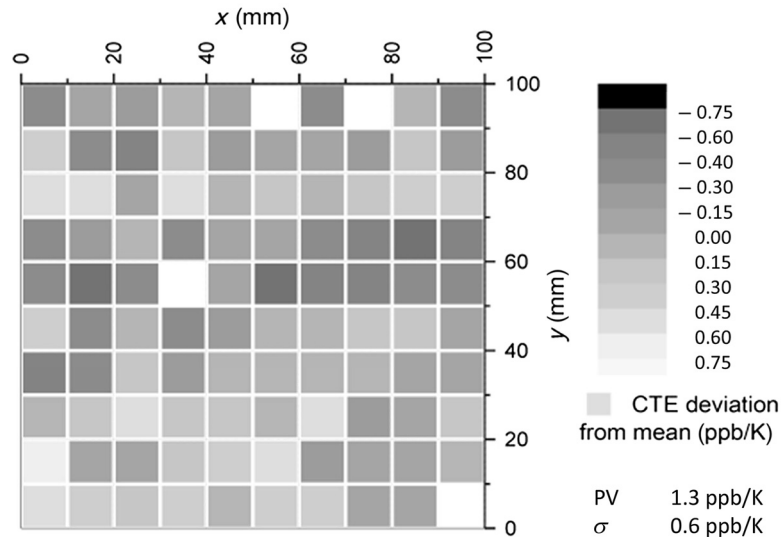 x (mm)
0 20 40 60 80 100
100
80
60
40
20
0
y (mm)
– 0.75
– 0.60
– 0.40
– 0.30
– 0.15
0.00
0.15
0.30
0.45
0.60
0.75
CTE deviation
from mean (ppb/K)
PV 1.3 ppb/K
σ 0.6 ppb/K